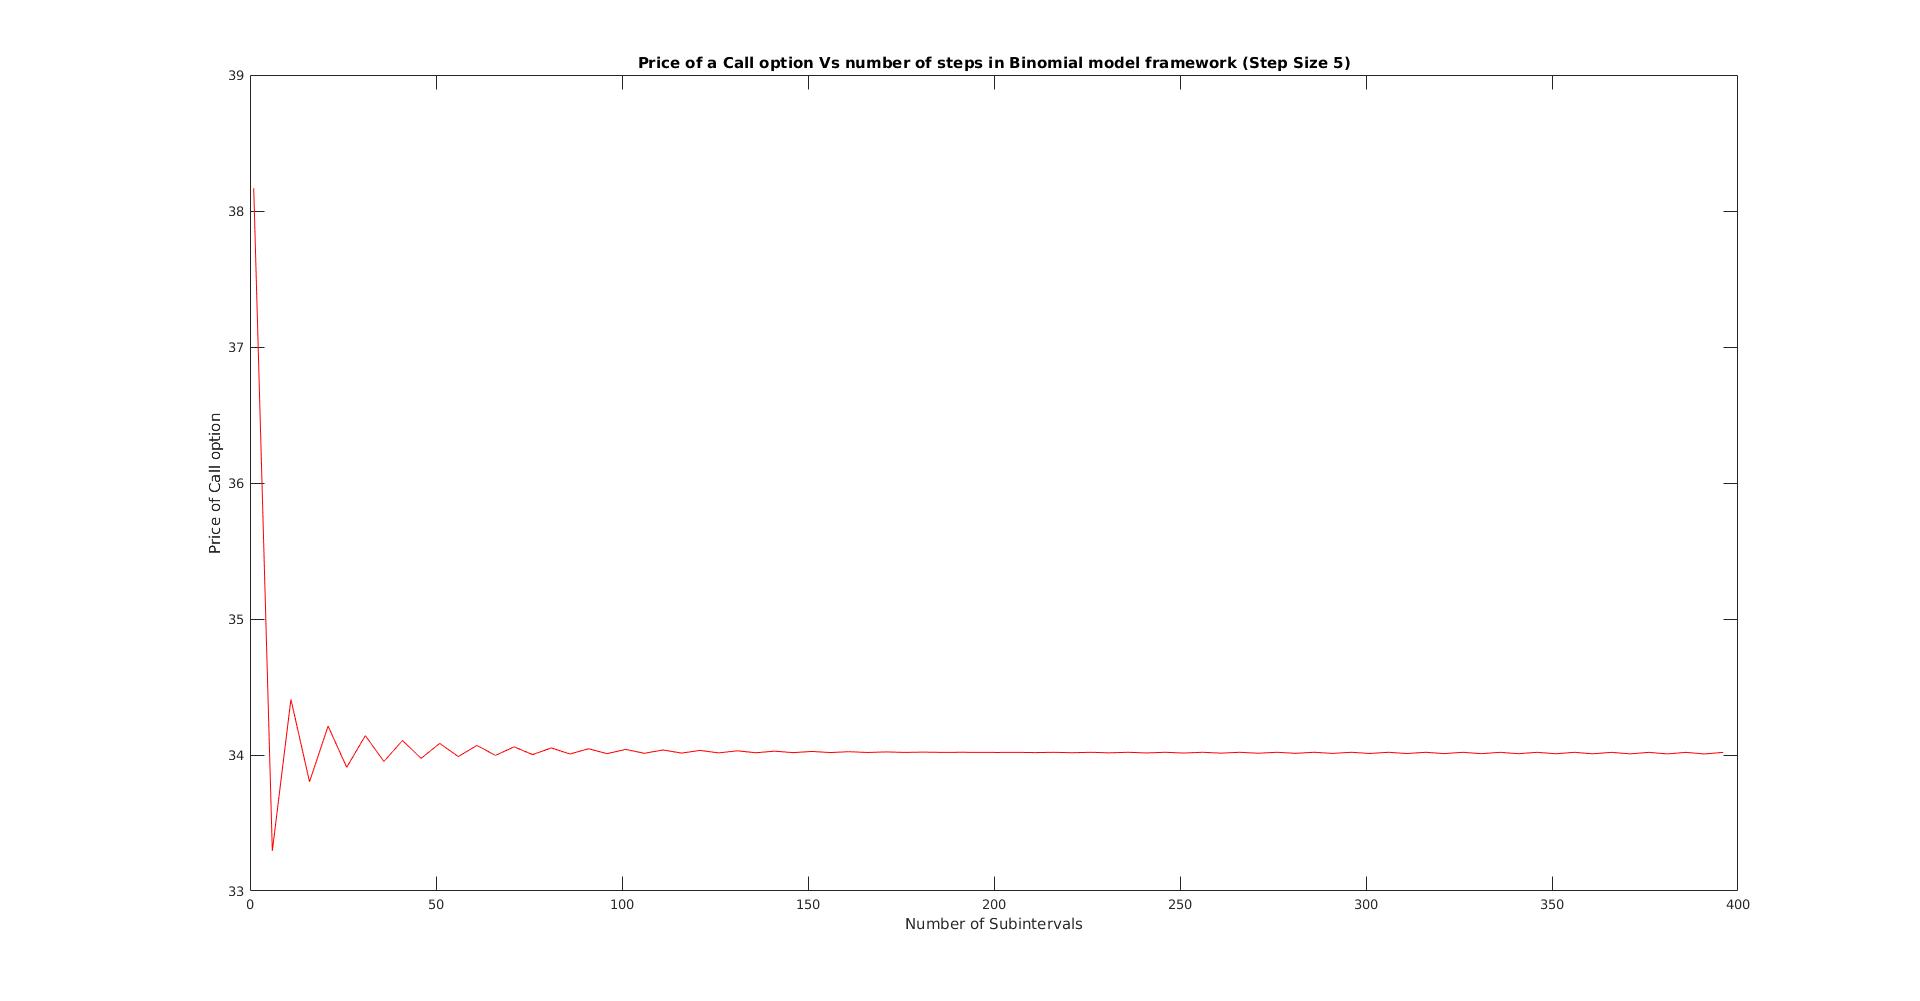 Price of a Call option Vs number of steps in Binomial model framework (Step Size 5)
39
38
37
36
35
34
33
Price of Call option
0 50 100 150 200 250 300 350 400
Number of Subintervals